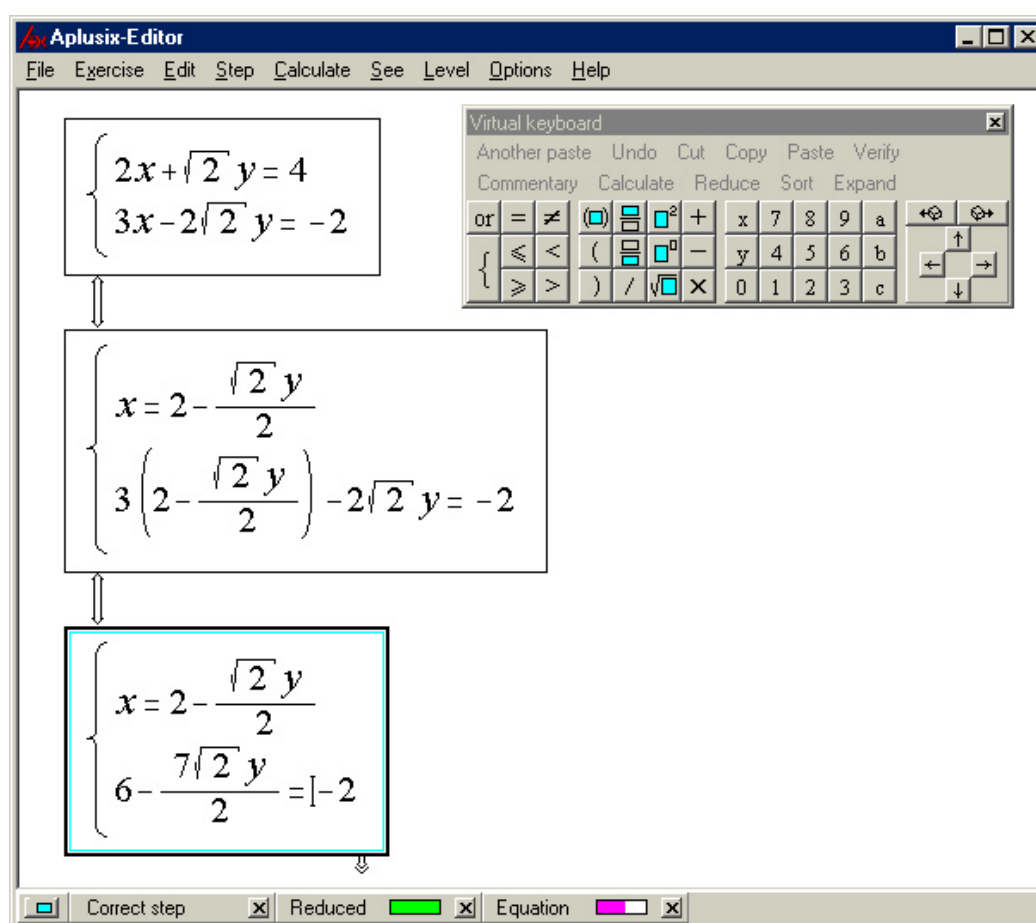 Aplusix-Editor
File Exercise Edit Step Calculate See Level Options Help
{ 2x+√2 y = 4
3x-2√2 y = -2
Virtual keyboard
Another paste Undo Cut Copy Paste Verify
Commentary Calculate Reduce Sort Expand
or = ≠ (□) □/□ □² + x 7 8 9 a
{ ≤ < ( □/□ □⁰ − y 4 5 6 b ← ↑ →
≥ > ) / √□ × 0 1 2 3 c ↓
{ x = 2 - √2 y / 2
3(2 - √2 y / 2) - 2√2 y = -2
{ x = 2 - √2 y / 2
6 - 7√2 y / 2 = -2
Correct step Reduced Equation